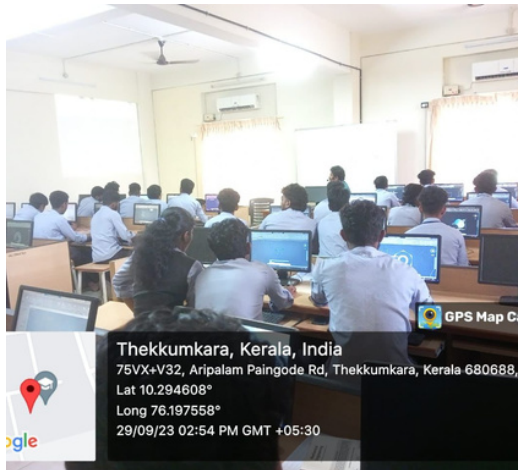 GPS Map Ca
Thekkumkara, Kerala, India
75VX+V32, Aripalam Paingode Rd, Thekkumkara, Kerala 680688,
Lat 10.294608°
Long 76.197558°
29/09/23 02:54 PM GMT +05:30
ogle